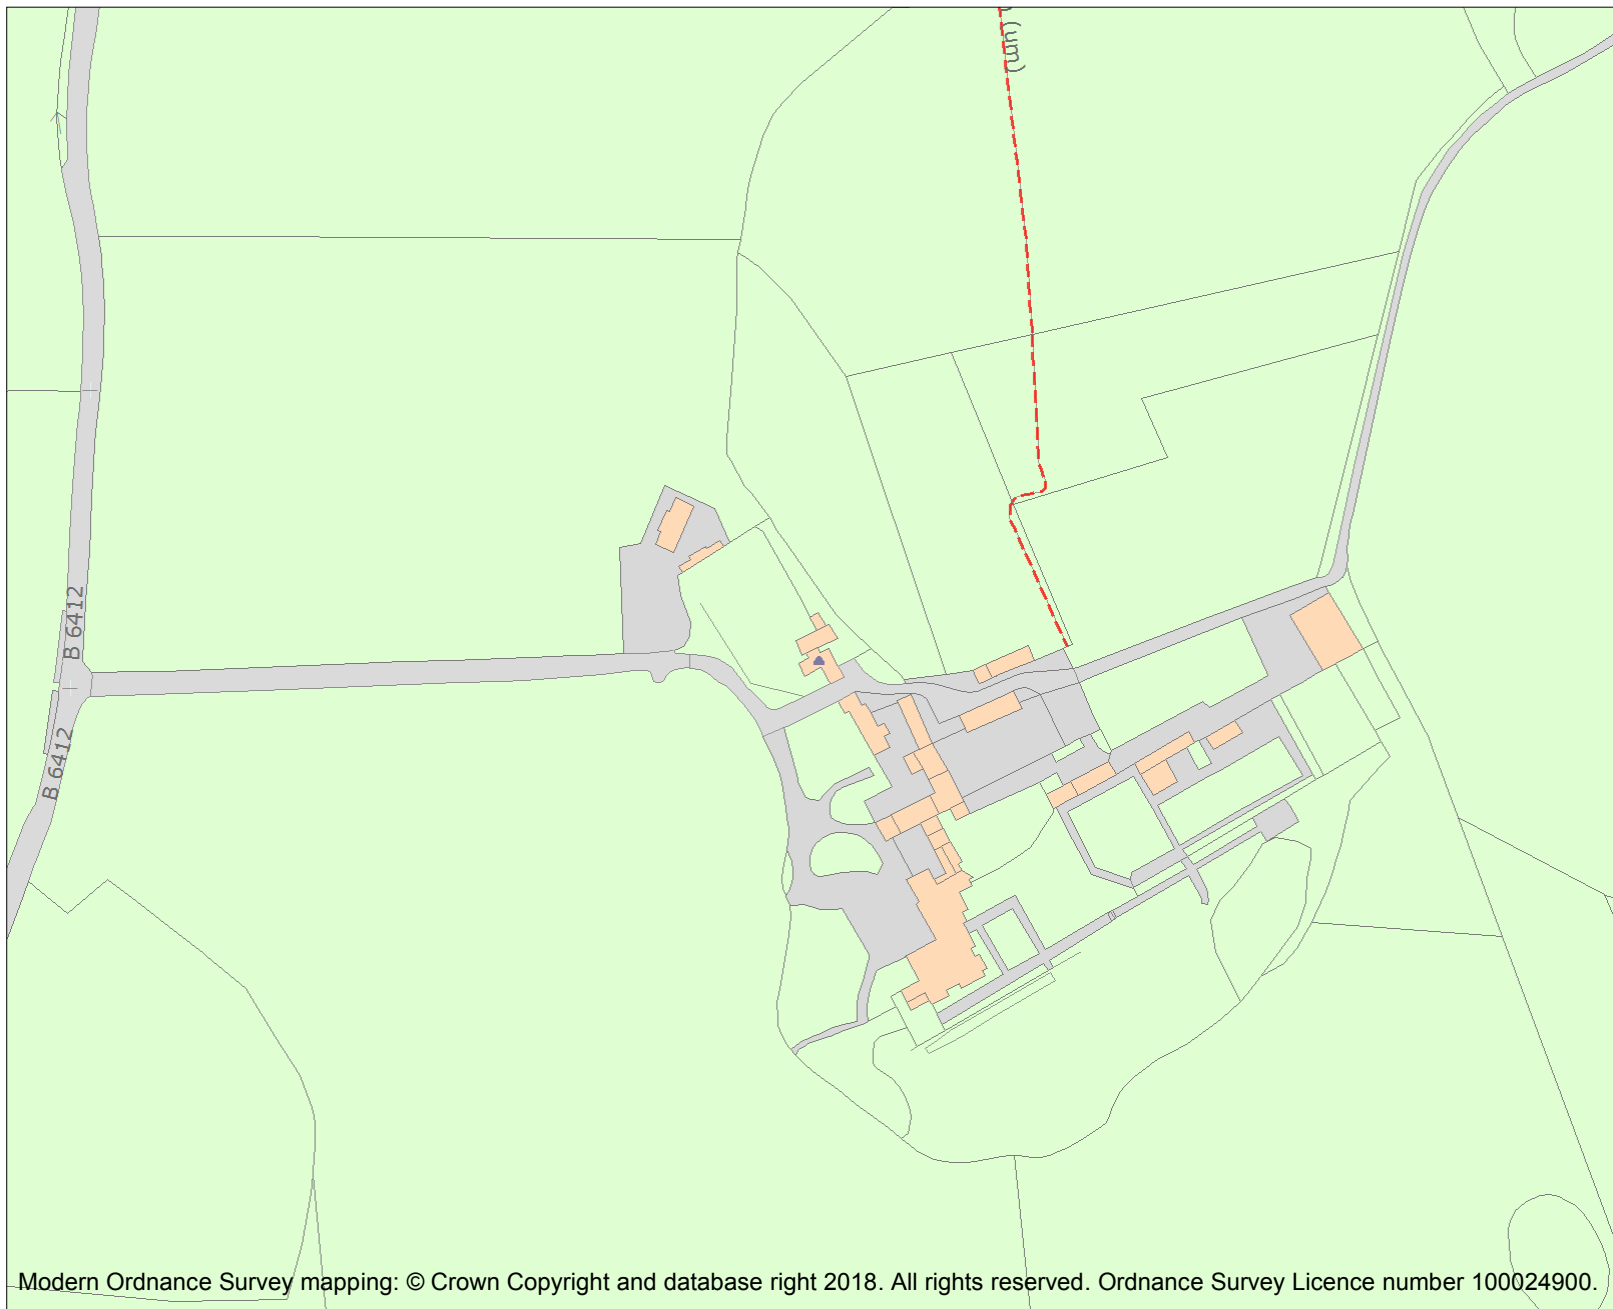 (um)
B 6412
B 6412
Modern Ordnance Survey mapping: © Crown Copyright and database right 2018. All rights reserved. Ordnance Survey Licence number 100024900.